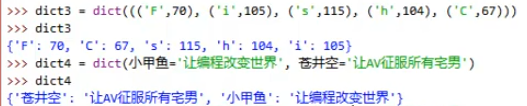 >>> dict3 = dict((('F',70), ('i',105), ('s',115), ('h',104), ('C',67)))
>>> dict3
{'F': 70, 'C': 67, 's': 115, 'h': 104, 'i': 105}
>>> dict4 = dict(小甲鱼='让编程改变世界', 苍井空='让AV征服所有宅男')
>>> dict4
{'苍井空': '让AV征服所有宅男', '小甲鱼': '让编程改变世界'}